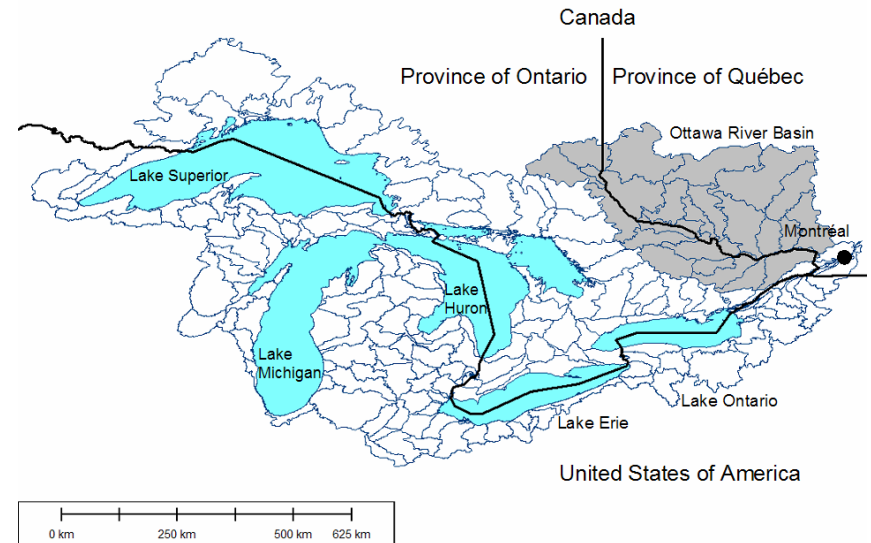 Canada
Province of Ontario
Province of Québec
Ottawa River Basin
Lake Superior
Montréal
Lake
Huron
Lake
Michigan
Lake Ontario
Lake Erie
United States of America
0 km
250 km
500 km
625 km